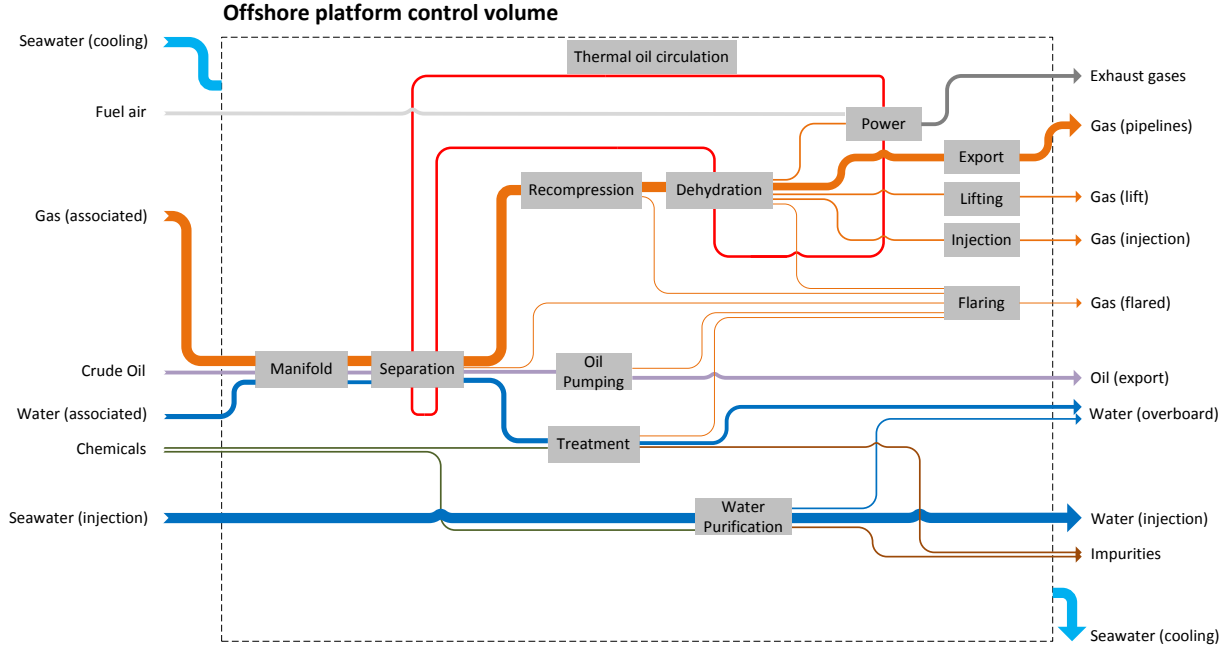 Offshore platform control volume
Seawater (cooling)
Thermal oil circulation
Exhaust gases
Fuel air
Power
Gas (pipelines)
Export
Recompression
Dehydration
Lifting
Gas (lift)
Gas (associated)
Injection
Gas (injection)
Flaring
Gas (flared)
Crude Oil
Manifold
Separation
Oil
Pumping
Oil (export)
Water (associated)
Water (overboard)
Chemicals
Treatment
Seawater (injection)
Water
Purification
Water (injection)
Impurities
Seawater (cooling)